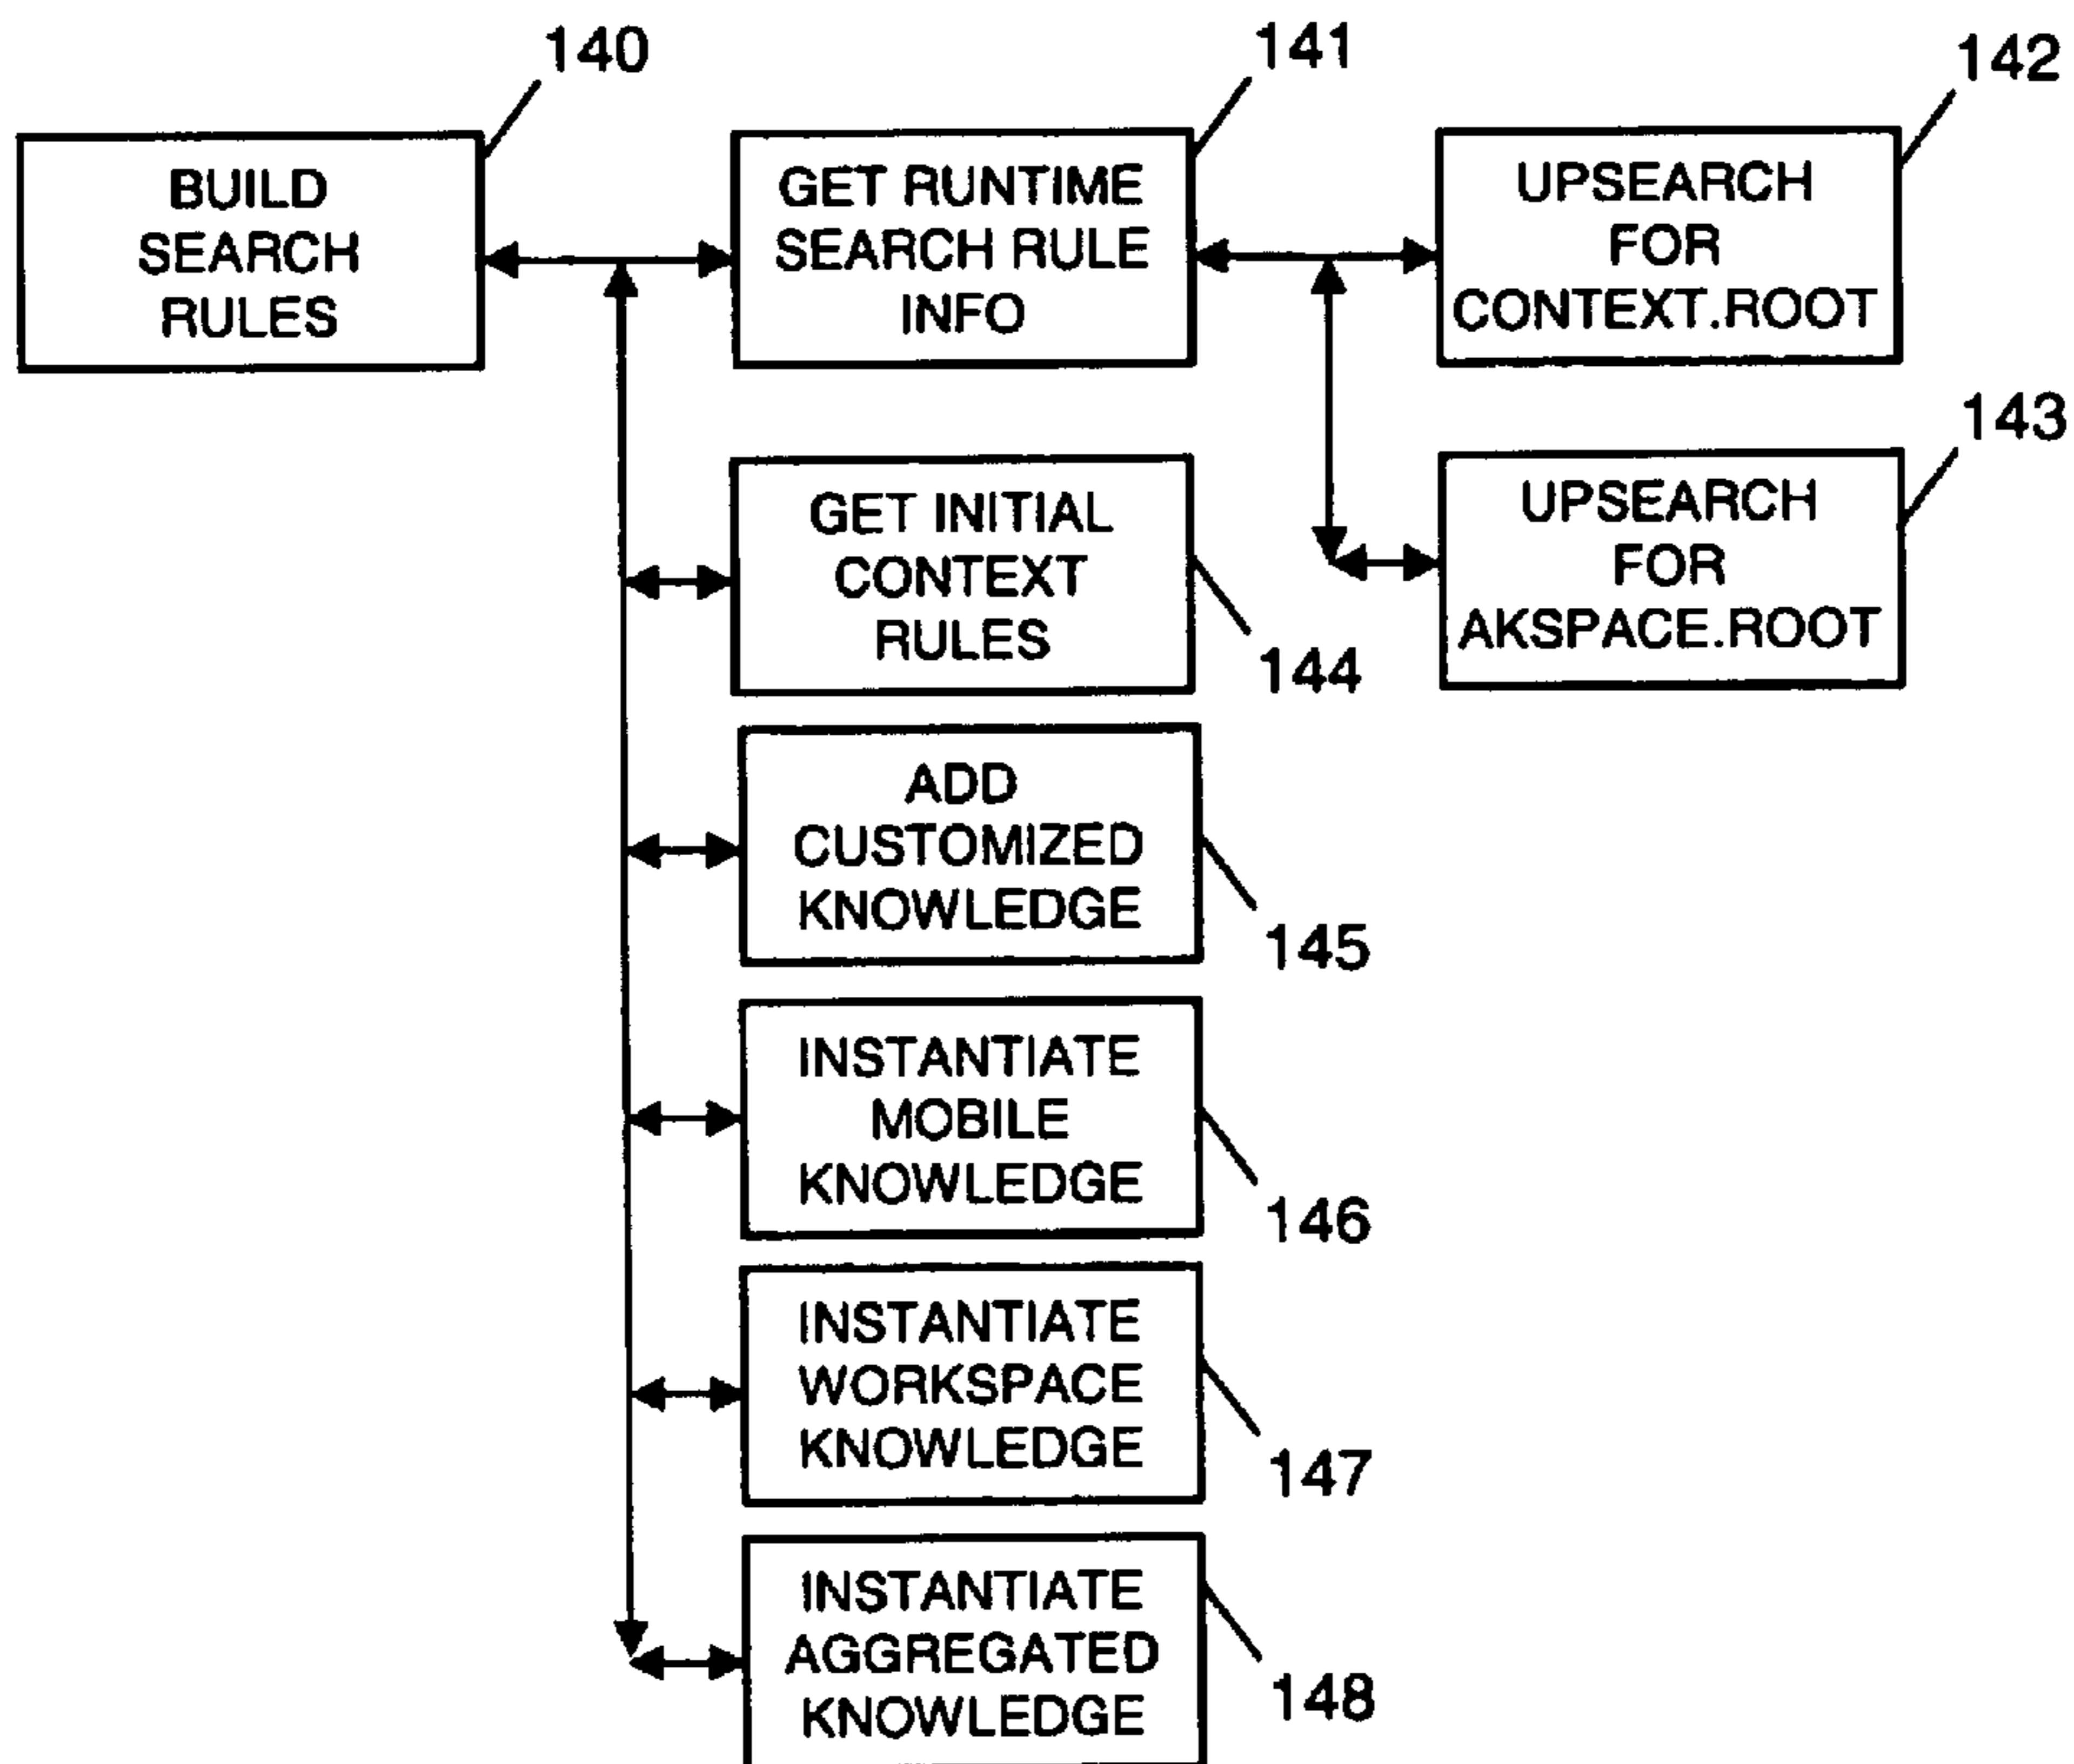 140
141
142
BUILD
SEARCH
RULES
GET RUNTIME
SEARCH RULE
INFO
UPSEARCH
FOR
CONTEXT.ROOT
143
UPSEARCH
FOR
AKSPACE.ROOT
GET INITIAL
CONTEXT
RULES
144
ADD
CUSTOMIZED
KNOWLEDGE
145
INSTANTIATE
MOBILE
KNOWLEDGE
146
INSTANTIATE
WORKSPACE
KNOWLEDGE
147
INSTANTIATE
AGGREGATED
KNOWLEDGE
148